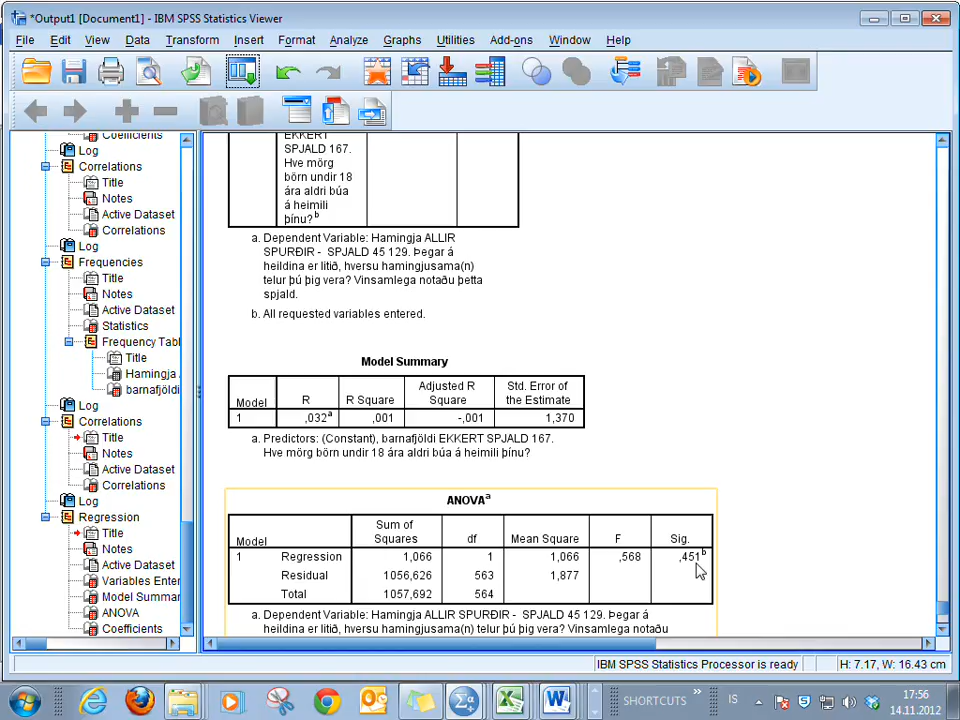 *Output1 [Document1] - IBM SPSS Statistics Viewer
File Edit View Data Transform Insert Format Analyze Graphs Utilities Add-ons Window Help
Coefficients
Log
Correlations
Title
Notes
Active Dataset
Correlations
Log
Frequencies
Title
Notes
Active Dataset
Statistics
Frequency Tabl
Title
Hamingja
barnafjöldi
Log
Correlations
Title
Notes
Active Dataset
Correlations
Log
Regression
Title
Notes
Active Dataset
Variables Enter
Model Summar
ANOVA
Coefficients
EKKERT
SPJALD 167.
Hve mörg
börn undir 18
ára aldri búa
á heimili
þínu?b
a. Dependent Variable: Hamingja ALLIR
SPURÐIR - SPJALD 45 129. Þegar á
heildina er litið, hversu hamingjusama(n)
telur þú þig vera? Vinsamlega notaðu þetta
spjald.
b. All requested variables entered.
Model Summary
Model R R Square Adjusted R Square Std. Error of the Estimate
1 ,032a ,001 -,001 1,370
a. Predictors: (Constant), barnafjöldi EKKERT SPJALD 167.
Hve mörg börn undir 18 ára aldri búa á heimili þínu?
ANOVAa
Model Sum of Squares df Mean Square F Sig.
1 Regression 1,066 1 1,066 ,568 ,451b
Residual 1056,626 563 1,877
Total 1057,692 564
a. Dependent Variable: Hamingja ALLIR SPURÐIR - SPJALD 45 129. Þegar á
heildina er litið, hversu hamingjusama(n) telur þú þig vera? Vinsamlega notaðu
IBM SPSS Statistics Processor is ready H: 7.17, W: 16.43 cm
SHORTCUTS » IS 17:56
14.11.2012